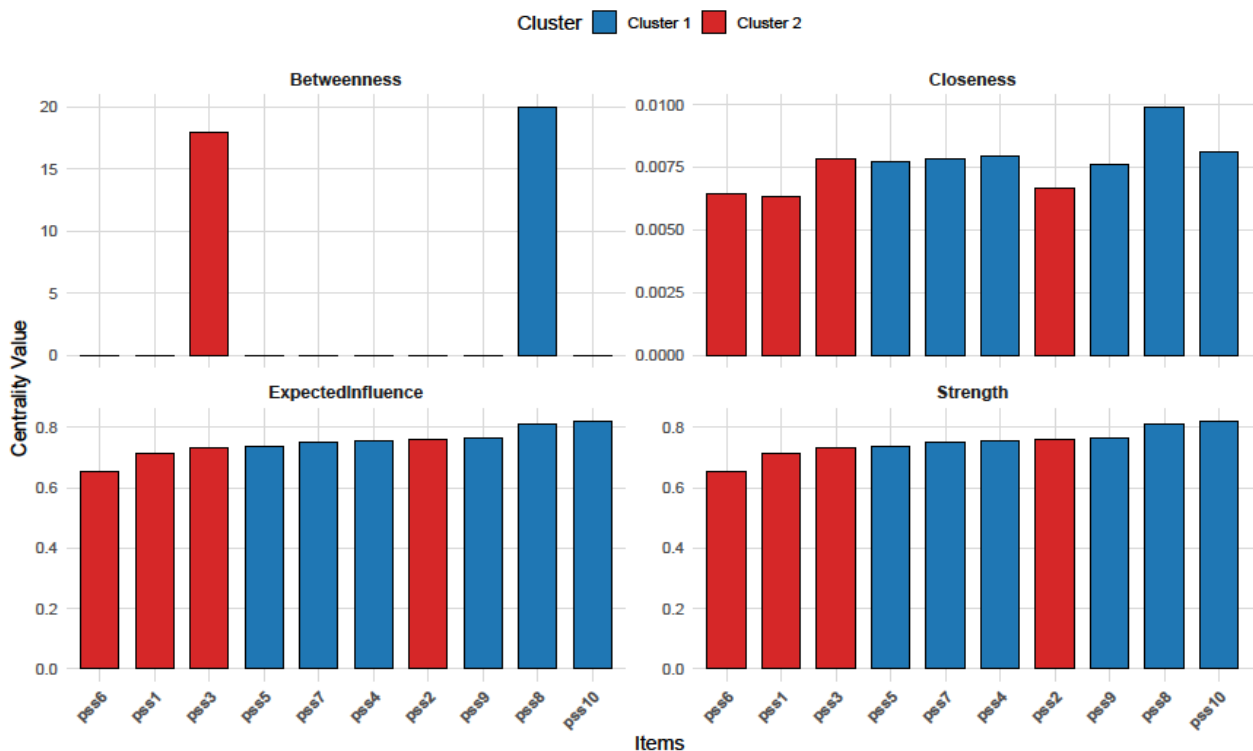 Cluster Cluster 1 Cluster 2
Betweenness
20
15
10
5
0
Closeness
0.0100
0.0075
0.0050
0.0025
0.0000
Centrality Value
ExpectedInfluence
0.8
0.6
0.4
0.2
0.0
pss6 pss1 pss3 pss5 pss7 pss4 pss2 pss9 pss8 pss10
Strength
0.8
0.6
0.4
0.2
0.0
pss6 pss1 pss3 pss5 pss7 pss4 pss2 pss9 pss8 pss10
Items